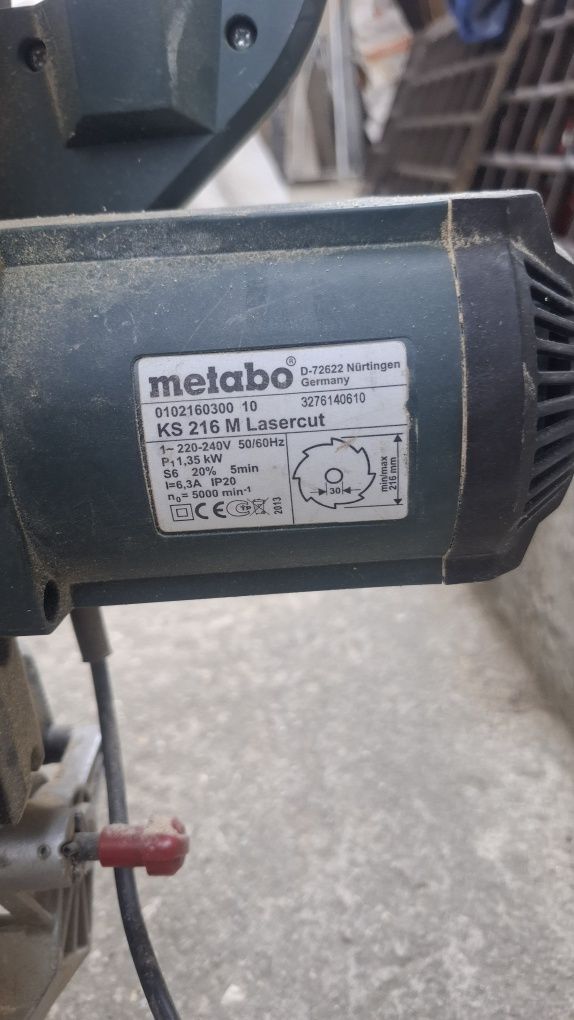 metabo®
D-72622 Nürtingen
Germany
0102160300 10
3276140610
KS 216 M Lasercut
1~ 220-240V 50/60Hz
P₁ 1,35 kW
S6 20% 5min
I=6,3A IP20
n₀= 5000 min⁻¹
CE
2013
30
min/max
216 mm